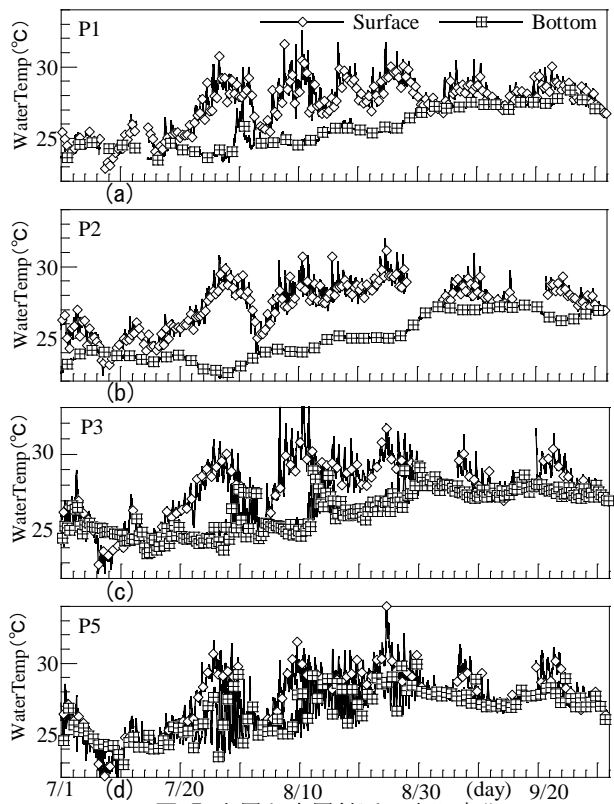 P1
Surface
Bottom
WaterTemp(℃)
30
25
(a)
P2
WaterTemp(℃)
30
25
(b)
P3
WaterTemp(℃)
30
25
(c)
P5
WaterTemp(℃)
30
25
(d)
7/1
7/20
8/10
8/30
(day)
9/20